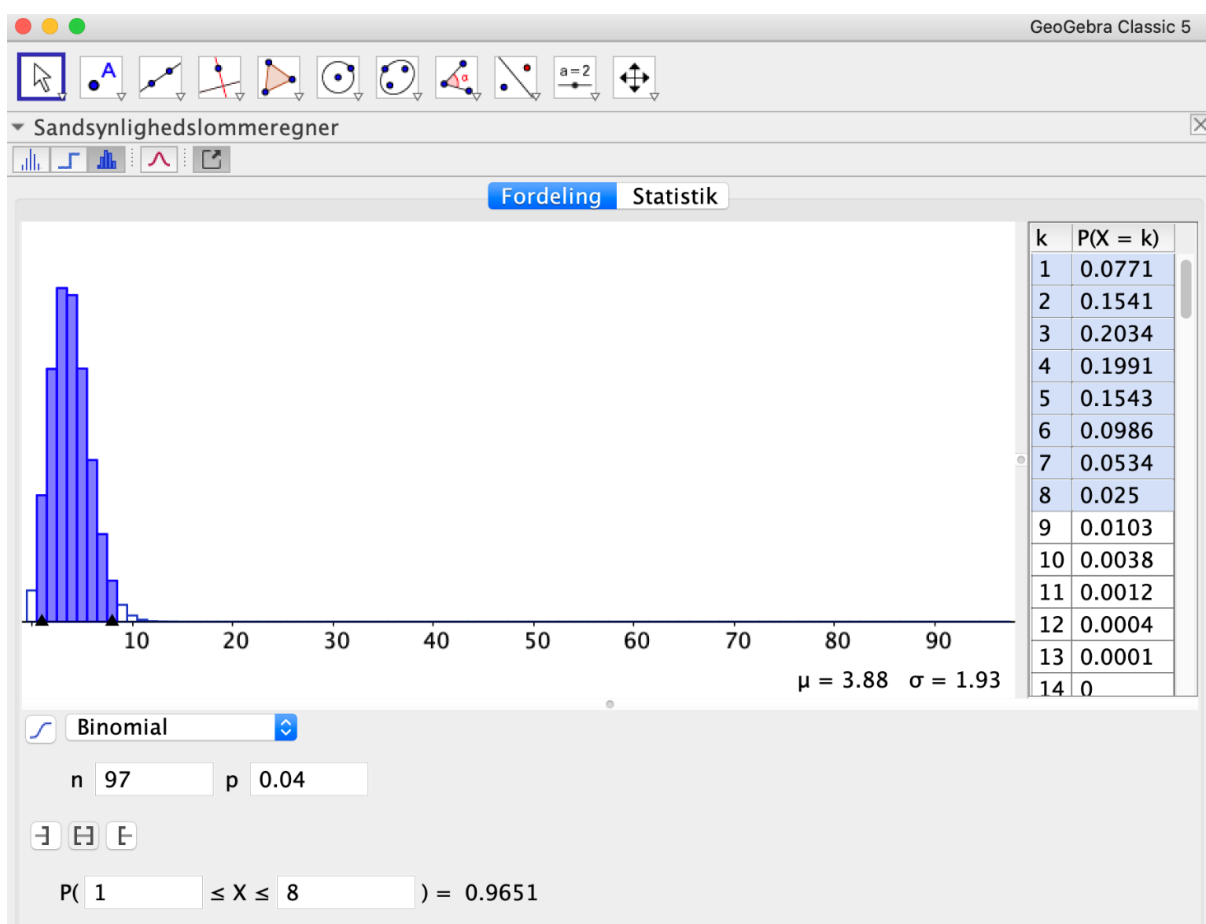 GeoGebra Classic 5
A α a=2
Sandsynlighedslommeregner
Fordeling Statistik
k P(X = k)
1 0.0771
2 0.1541
3 0.2034
4 0.1991
5 0.1543
6 0.0986
7 0.0534
8 0.025
9 0.0103
10 0.0038
11 0.0012
12 0.0004
13 0.0001
14 0
10 20 30 40 50 60 70 80 90
μ = 3.88 σ = 1.93
Binomial
n 97 p 0.04
P( 1 ≤ X ≤ 8 ) = 0.9651